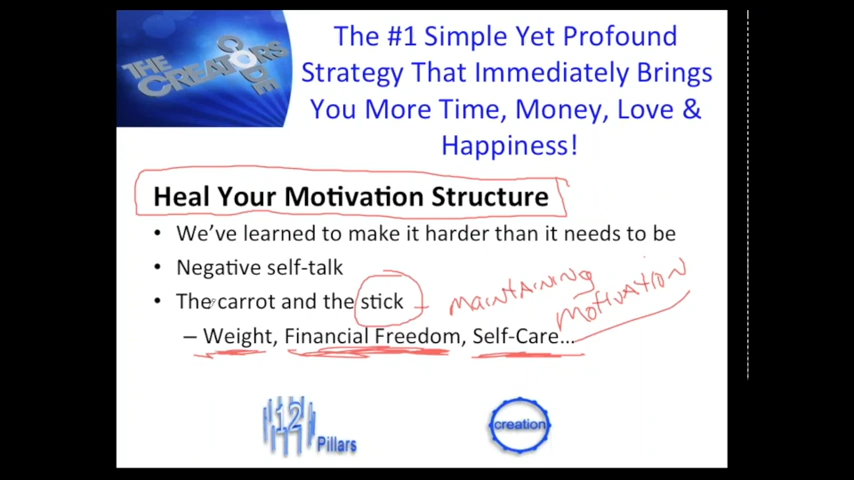 THE
CREATORS
CODE
The #1 Simple Yet Profound
Strategy That Immediately Brings
You More Time, Money, Love &
Happiness!
Heal Your Motivation Structure
• We've learned to make it harder than it needs to be
• Negative self-talk
• The carrot and the stick
MAINTAINING
MOTIVATION
– Weight, Financial Freedom, Self-Care…
12
Pillars
creation